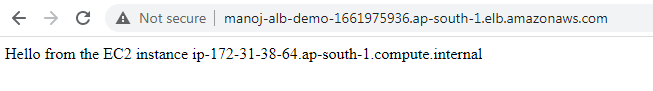 Not secure | manoj-alb-demo-1661975936.ap-south-1.elb.amazonaws.com
Hello from the EC2 instance ip-172-31-38-64.ap-south-1.compute.internal